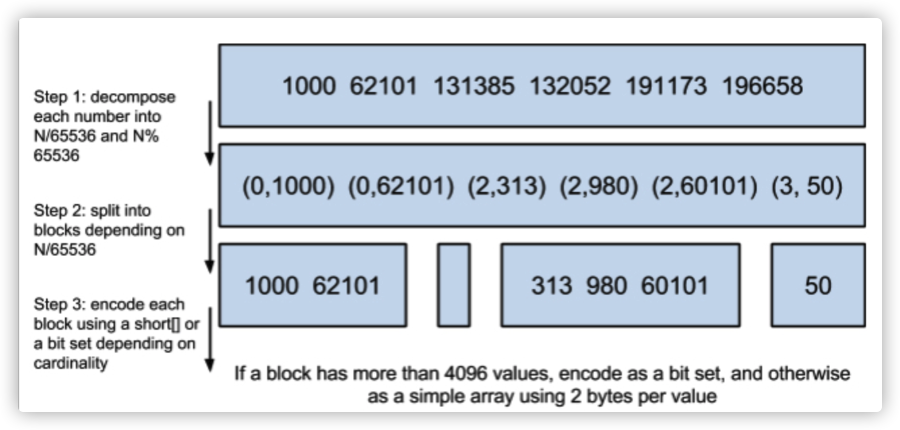 1000 62101 131385 132052 191173 196658
Step 1: decompose
each number into
N/65536 and N%
65536
(0,1000) (0,62101) (2,313) (2,980) (2,60101) (3, 50)
Step 2: split into
blocks depending on
N/65536
1000 62101
313 980 60101
50
Step 3: encode each
block using a short[] or
a bit set depending on
cardinality
If a block has more than 4096 values, encode as a bit set, and otherwise
as a simple array using 2 bytes per value